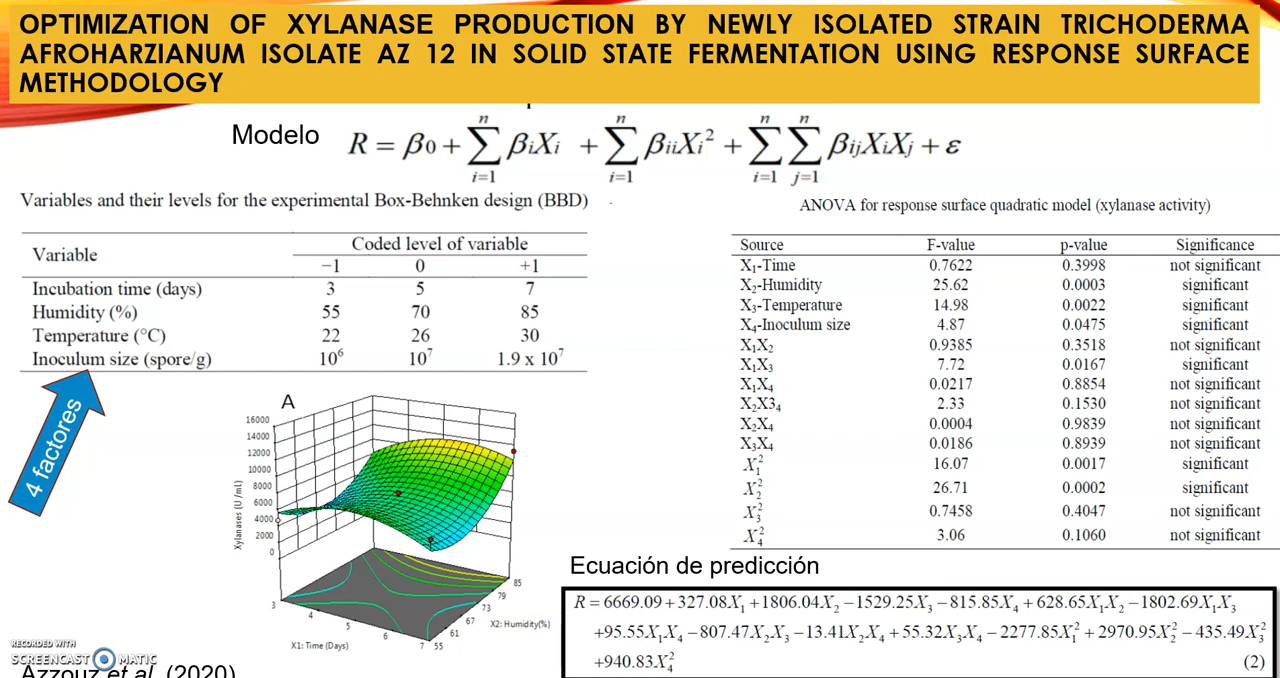 OPTIMIZATION OF XYLANASE PRODUCTION BY NEWLY ISOLATED STRAIN TRICHODERMA
AFROHARZIANUM ISOLATE AZ 12 IN SOLID STATE FERMENTATION USING RESPONSE SURFACE
METHODOLOGY
Modelo R = β0 + ∑ᵢ₌₁ⁿ βᵢXᵢ + ∑ᵢ₌₁ⁿ βᵢᵢXᵢ² + ∑ᵢ₌₁ⁿ ∑ⱼ₌₁ⁿ βᵢⱼXᵢXⱼ + ε
Variables and their levels for the experimental Box-Behnken design (BBD)
Variable Coded level of variable
−1 0 +1
Incubation time (days) 3 5 7
Humidity (%) 55 70 85
Temperature (°C) 22 26 30
Inoculum size (spore/g) 10⁶ 10⁷ 1.9 x 10⁷
4 factores
A
16000
14000
12000
10000
8000
6000
4000
2000
0
Xylanases (U /mL)
3 4 5 6 7
X1: Time (Days)
55 61 67 73 79 85
X2: Humidity(%)
ANOVA for response surface quadratic model (xylanase activity)
Source F-value p-value Significance
X₁-Time 0.7622 0.3998 not significant
X₂-Humidity 25.62 0.0003 significant
X₃-Temperature 14.98 0.0022 significant
X₄-Inoculum size 4.87 0.0475 significant
X₁X₂ 0.9385 0.3518 not significant
X₁X₃ 7.72 0.0167 significant
X₁X₄ 0.0217 0.8854 not significant
X₂X3₄ 2.33 0.1530 not significant
X₂X₄ 0.0004 0.9839 not significant
X₃X₄ 0.0186 0.8939 not significant
X₁² 16.07 0.0017 significant
X₂² 26.71 0.0002 significant
X₃² 0.7458 0.4047 not significant
X₄² 3.06 0.1060 not significant
Ecuación de predicción
R = 6669.09 + 327.08X₁ + 1806.04X₂ − 1529.25X₃ − 815.85X₄ + 628.65X₁X₂ − 1802.69X₁X₃
+95.55X₁X₄ − 807.47X₂X₃ − 13.41X₂X₄ + 55.32X₃X₄ − 2277.85X₁² + 2970.95X₂² − 435.49X₃²
+940.83X₄² (2)
RECORDED WITH
SCREENCAST MATIC
Azzouz et al. (2020)